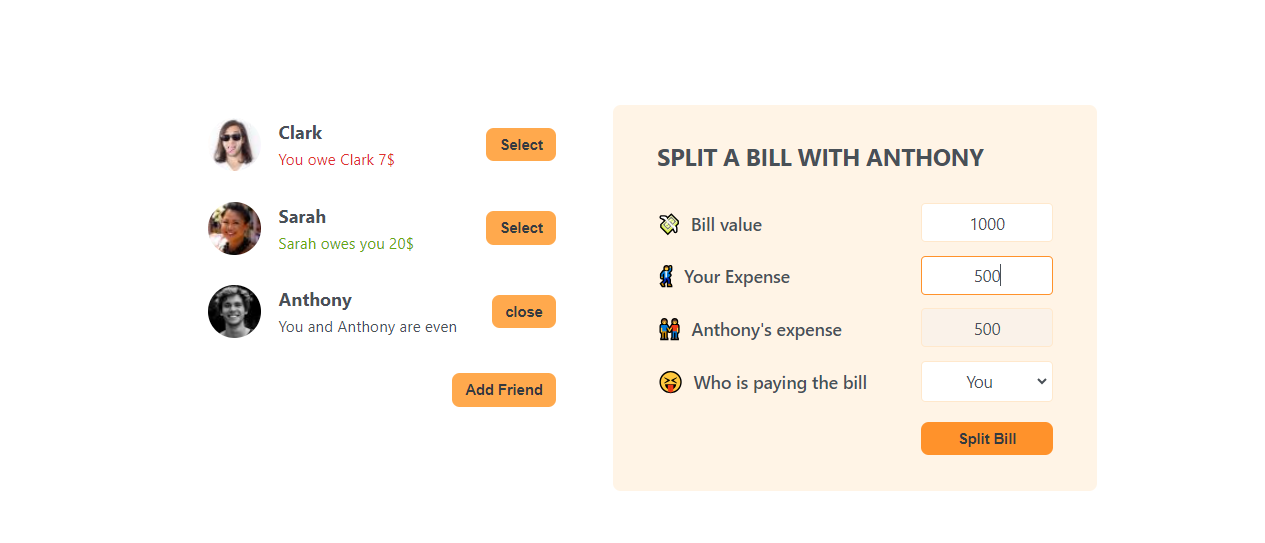 Clark
You owe Clark 7$
Select
Sarah
Sarah owes you 20$
Select
Anthony
You and Anthony are even
close
Add Friend
SPLIT A BILL WITH ANTHONY
Bill value
1000
Your Expense
500
Anthony's expense
500
Who is paying the bill
You
Split Bill